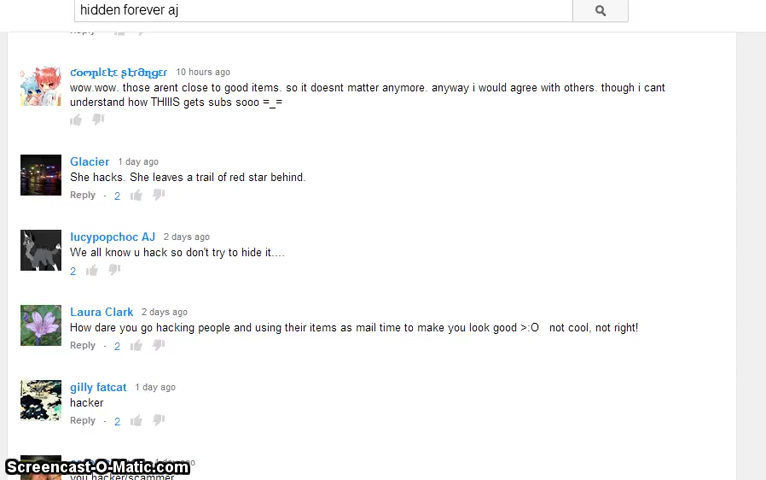 hidden forever aj
Reply
complete stranger 10 hours ago
wow.wow. those arent close to good items. so it doesnt matter anymore. anyway i would agree with others. though i cant
understand how THIIIS gets subs sooo =_=
Glacier 1 day ago
She hacks. She leaves a trail of red star behind.
Reply · 2
lucypopchoc AJ 2 days ago
We all know u hack so don't try to hide it....
2
Laura Clark 2 days ago
How dare you go hacking people and using their items as mail time to make you look good >:O not cool, not right!
Reply · 2
gilly fatcat 1 day ago
hacker
Reply · 2
Screencast-O-Matic.com
you hacker/scammer